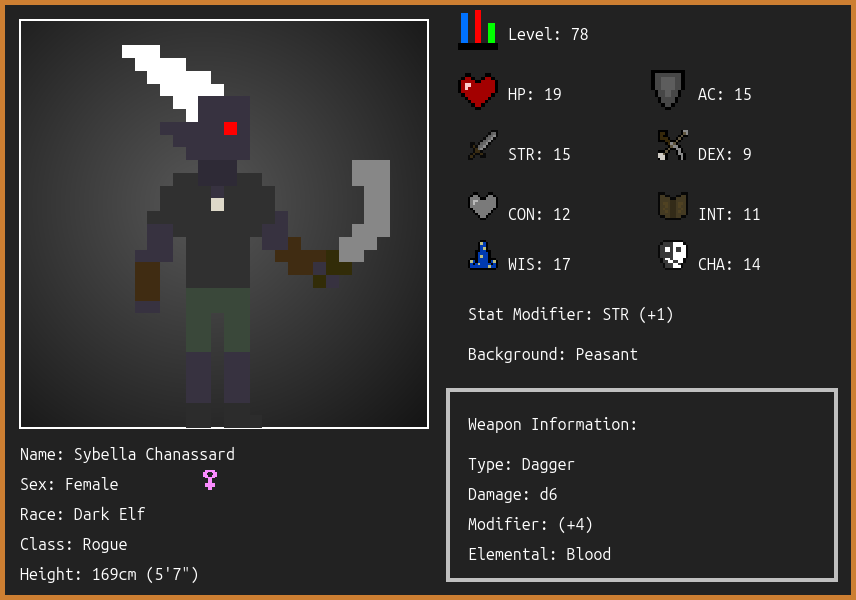 Level: 78
HP: 19
AC: 15
STR: 15
DEX: 9
CON: 12
INT: 11
WIS: 17
CHA: 14
Stat Modifier: STR (+1)
Background: Peasant
Weapon Information:
Type: Dagger
Damage: d6
Modifier: (+4)
Elemental: Blood
Name: Sybella Chanassard
Sex: Female
Race: Dark Elf
Class: Rogue
Height: 169cm (5'7")